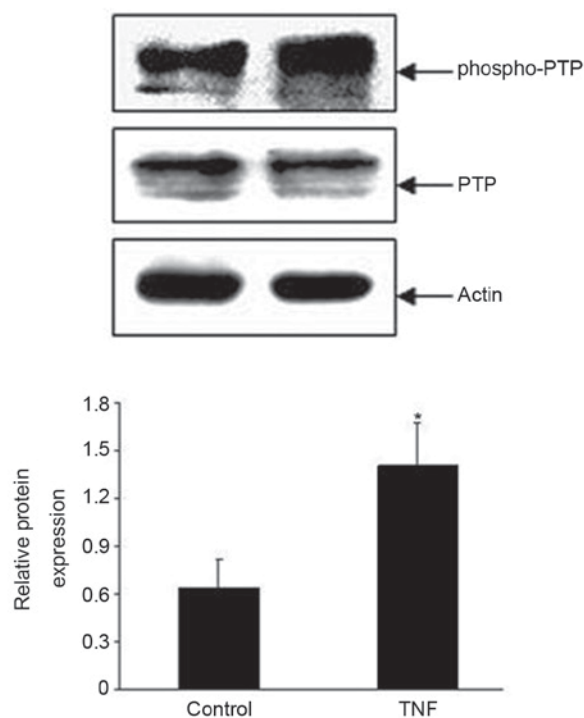 phospho-PTP
PTP
Actin
Relative protein
expression
1.8
1.5
1.2
0.9
0.6
0.3
0
*
Control
TNF